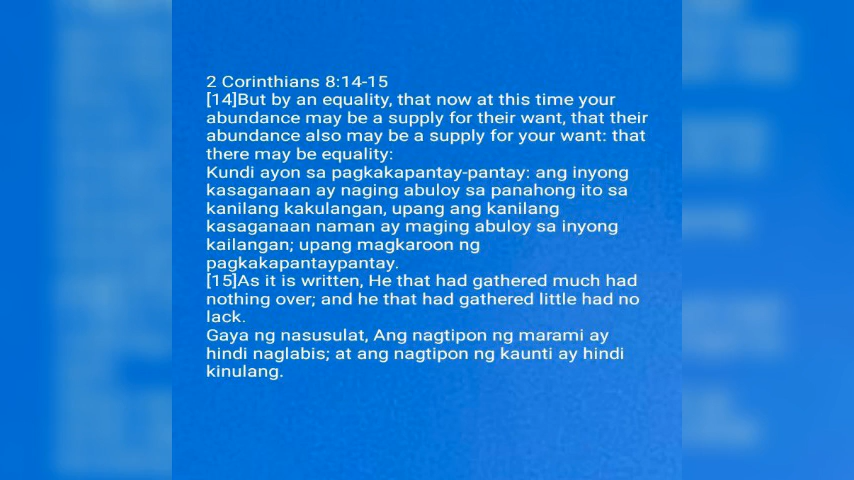 2 Corinthians 8:14-15
[14]But by an equality, that now at this time your
abundance may be a supply for their want, that their
abundance also may be a supply for your want: that
there may be equality:
Kundi ayon sa pagkakapantay-pantay: ang inyong
kasaganaan ay naging abuloy sa panahong ito sa
kanilang kakulangan, upang ang kanilang
kasaganaan naman ay maging abuloy sa inyong
kailangan; upang magkaroon ng
pagkakapantaypantay.
[15]As it is written, He that had gathered much had
nothing over; and he that had gathered little had no
lack.
Gaya ng nasusulat, Ang nagtipon ng marami ay
hindi naglabis; at ang nagtipon ng kaunti ay hindi
kinulang.